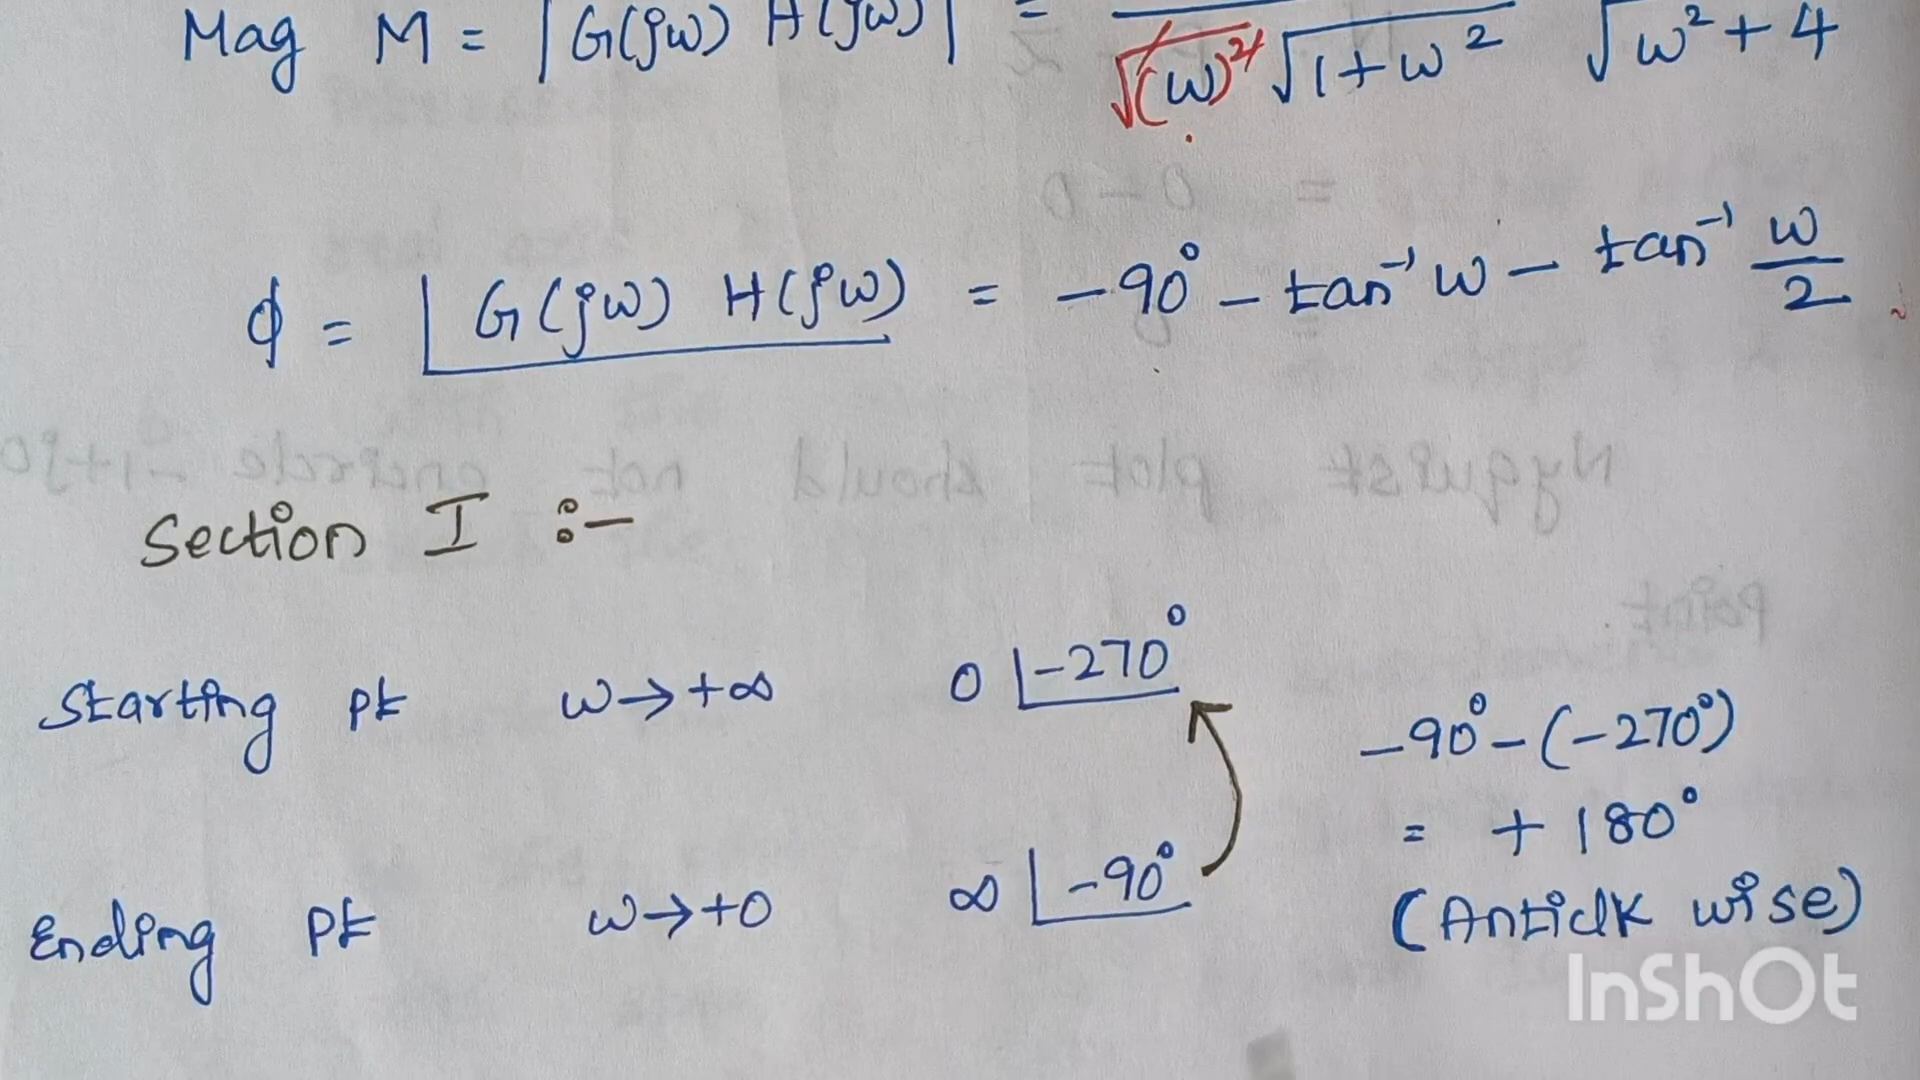 Mag M = |G(jω) H(jω)| = √(ω)² √1+ω² √ω²+4
ϕ = ∠G(jω) H(jω) = -90° - tan⁻¹ ω - tan⁻¹ ω/2
Section I :-
Starting pt ω→+∞ 0 ∠-270°
-90°-(-270°)
= +180°
Ending pt ω→+0 ∞ ∠-90°
(Anticlk wise)
InShOt